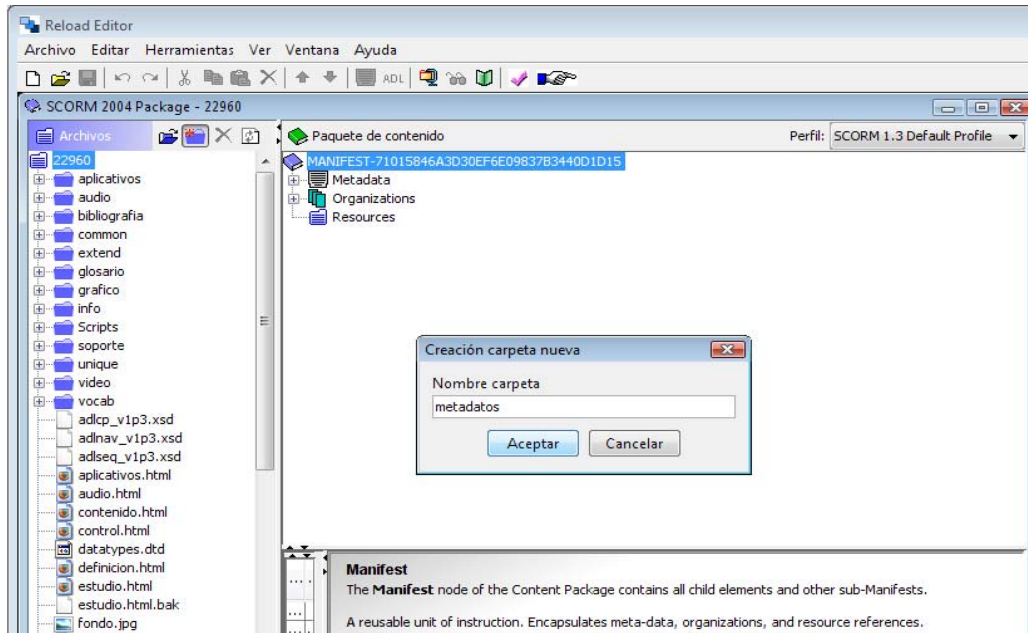 Reload Editor
Archivo Editar Herramientas Ver Ventana Ayuda
ADL
SCORM 2004 Package - 22960
Archivos
Paquete de contenido
Perfil: SCORM 1.3 Default Profile
22960
aplicativos
audio
bibliografia
common
extend
glosario
grafico
info
Scripts
soporte
unique
video
vocab
adlcp_v1p3.xsd
adlnav_v1p3.xsd
adlseq_v1p3.xsd
aplicativos.html
audio.html
contenido.html
control.html
datatypes.dtd
definicion.html
estudio.html
estudio.html.bak
fondo.jpg
MANIFEST-71015846A3D30EF6E09837B3440D1D15
Metadata
Organizations
Resources
Creación carpeta nueva
Nombre carpeta
metadatos
Aceptar Cancelar
Manifest
The Manifest node of the Content Package contains all child elements and other sub-Manifests.
A reusable unit of instruction. Encapsulates meta-data, organizations, and resource references.